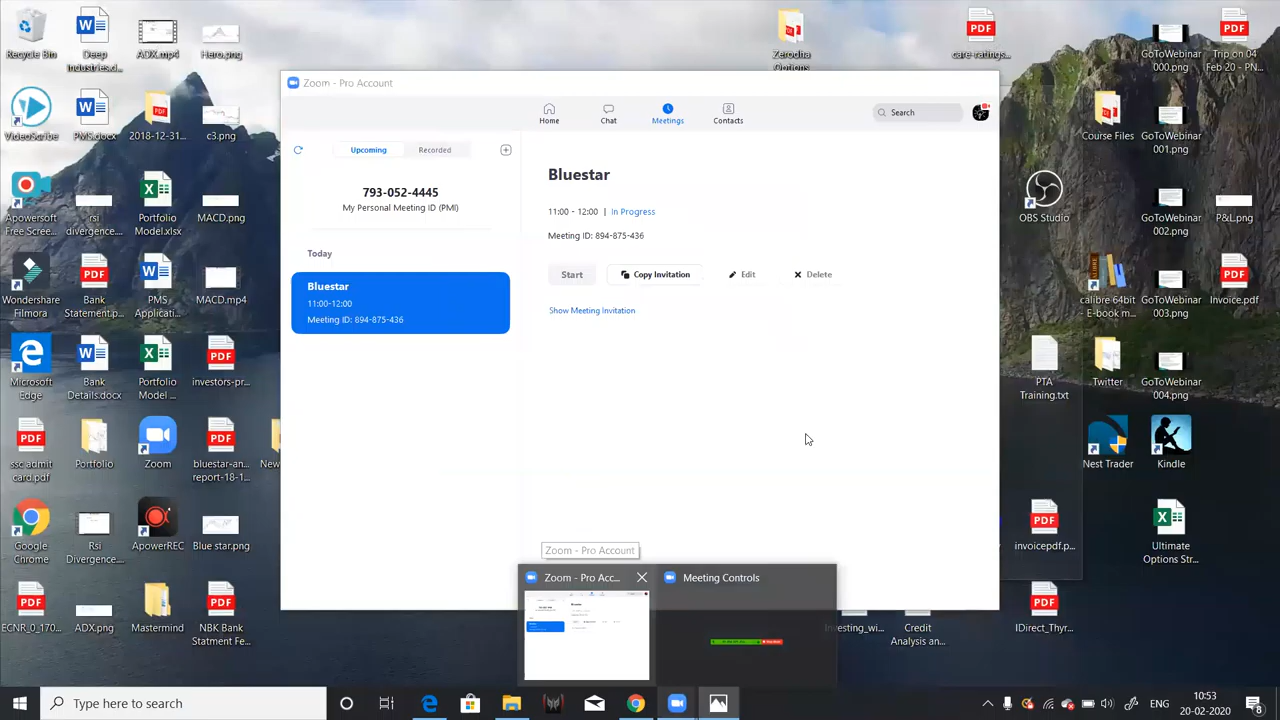 Recycle Bin
Deep
Industries.d...
ADX.mp4
Hero.png
Zerodha
Options
care-ratings...
GoToWebinar
000.png
Trip on 04
Feb 20 - PN...
Zoom - Pro Account
Home
Chat
Meetings
Contacts
Search
VideoScribe
PMS.docx
2018-12-31...
c3.png
Course Files
GoToWebinar
001.png
Upcoming
Recorded
793-052-4445
My Personal Meeting ID (PMI)
Bluestar
11:00 - 12:00 | In Progress
Meeting ID: 894-875-436
Start
Copy Invitation
Edit
Delete
Show Meeting Invitation
Today
Bluestar
11:00-12:00
Meeting ID: 894-875-436
Apowersoft
Free Screen...
rsi
divergence...
Portfolio
Model.xlsx
MACD.png
OBS Studio
GoToWebinar
002.png
P&L.png
Wondershare
Filmora
Bank
Statement.p...
PMS
Applicati...
MACD.mp4
calibre 64bit
E-book m...
GoToWebinar
003.png
Invoice.pdf
Microsoft
Edge
Bank
Details.docx
Portfolio
Model ...
investors-pr...
PTA
Training.txt
Twitter
GoToWebinar
004.png
ssc admit
card.pdf
Portfolio
Zoom
bluestar-an...
report-18-1...
Nest Trader
Kindle
Google
Chrome
Rsi
Divergence...
ApowerREC
Blue star.png
invoicepdf.p...
Ultimate
Options Str...
Zoom - Pro Account
Zoom - Pro Acc...
Meeting Controls
ECNR_0_170...
ADX.png
Mastermind
NBK Bank
Statment Fe...
Investing_wi...
Credit
Analysis an...
Direct_Thyr...
Type here to search
10:53
20-02-2020
8